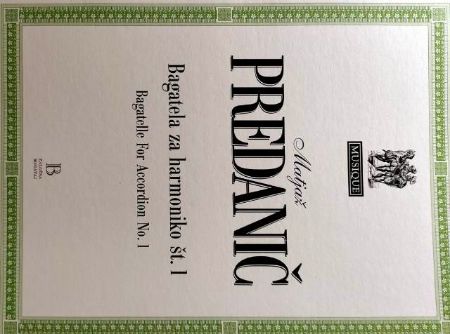 MUSIQUE
Matjaž
PREDANIČ
Bagatela za harmoniko št. 1
Bagatelle For Accordion No. 1
B